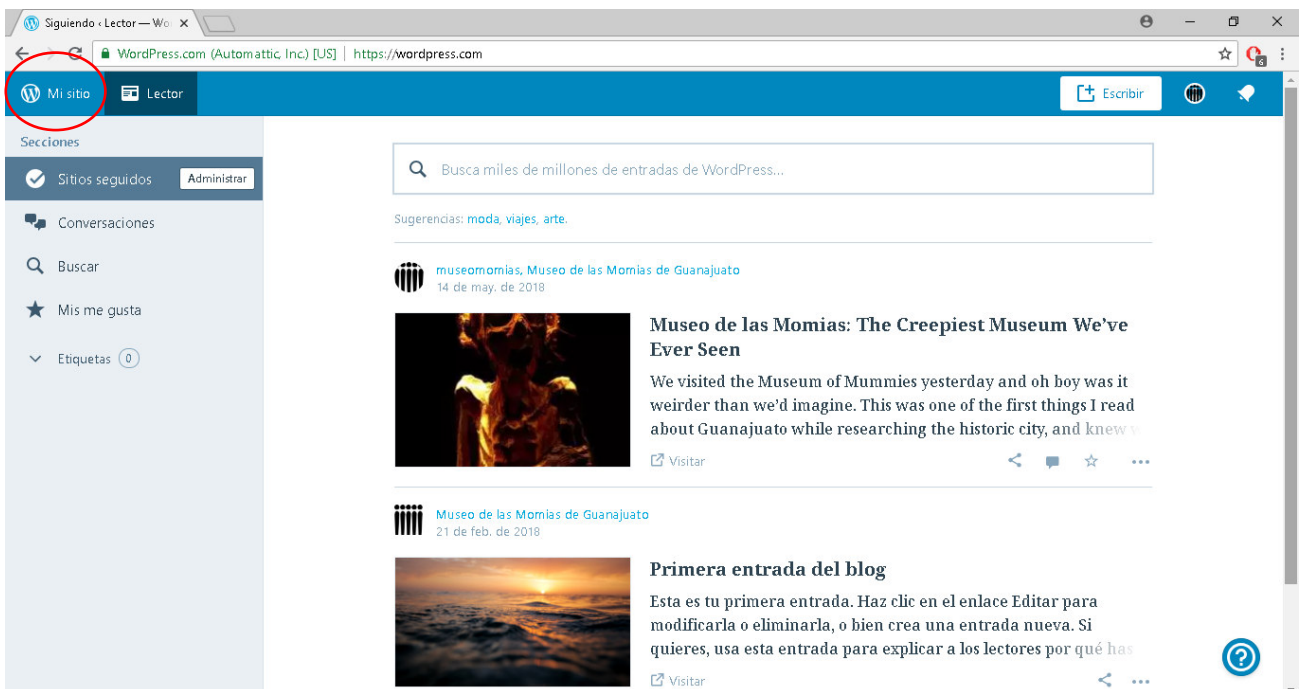 Siguiendo ‹ Lector — Wo
WordPress.com (Automattic, Inc.) [US] | https://wordpress.com
6
Mi sitio
Lector
Escribir
Secciones
Sitios seguidos
Administrar
Conversaciones
Buscar
Mis me gusta
Etiquetas 0
Busca miles de millones de entradas de WordPress...
Sugerencias: moda, viajes, arte.
museomomias, Museo de las Momias de Guanajuato
14 de may. de 2018
Museo de las Momias: The Creepiest Museum We've
Ever Seen
We visited the Museum of Mummies yesterday and oh boy was it
weirder than we'd imagine. This was one of the first things I read
about Guanajuato while researching the historic city, and knew
Visitar
Museo de las Momias de Guanajuato
21 de feb. de 2018
Primera entrada del blog
Esta es tu primera entrada. Haz clic en el enlace Editar para
modificarla o eliminarla, o bien crea una entrada nueva. Si
quieres, usa esta entrada para explicar a los lectores por qué has
Visitar